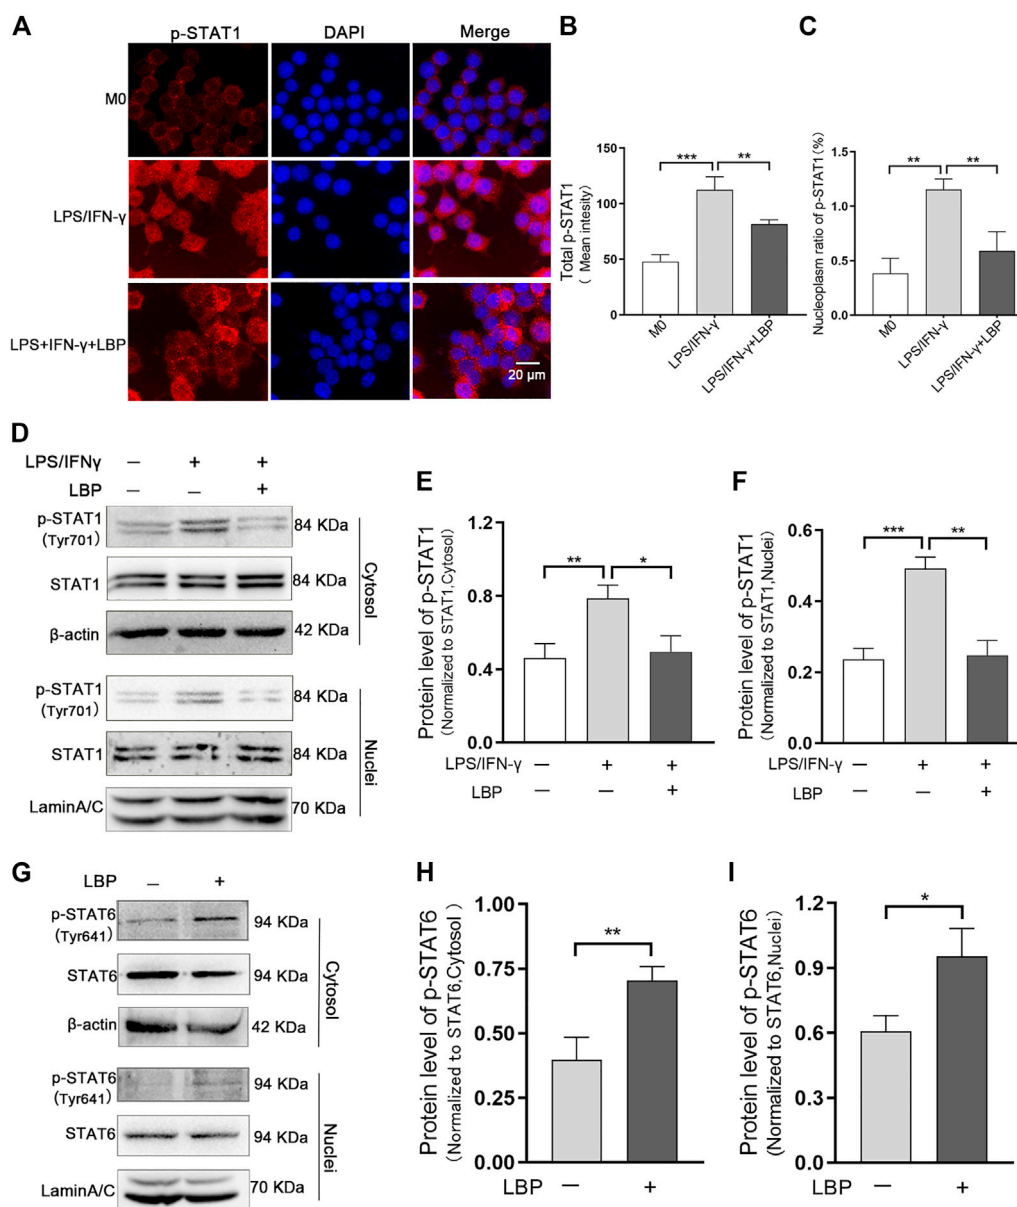 A
p-STAT1 DAPI Merge
M0
LPS/IFN-γ
LPS+IFN-γ+LBP
20 μm
B
Total p-STAT1
( Mean intesity)
150
100
50
0
*** **
M0
LPS/IFN-γ
LPS/IFN-γ+LBP
C
Nucleoplasm ratio of p-STAT1(%)
1.5
1.0
0.5
0.0
** **
M0
LPS/IFN-γ
LPS/IFN-γ+LBP
D
LPS/IFNγ — + +
LBP — — +
p-STAT1
(Tyr701)
84 KDa
STAT1
84 KDa
β-actin
42 KDa
Cytosol
p-STAT1
(Tyr701)
84 KDa
STAT1
84 KDa
LaminA/C
70 KDa
Nuclei
E
Protein level of p-STAT1
(Normalized to STAT1,Cytosol)
1.2
0.8
0.4
0.0
** *
LPS/IFN-γ — + +
LBP — — +
F
Protein level of p-STAT1
(Normalized to STAT1,Nuclei)
0.6
0.4
0.2
0.0
*** **
LPS/IFN-γ — + +
LBP — — +
G
LBP — +
p-STAT6
(Tyr641)
94 KDa
STAT6
94 KDa
β-actin
42 KDa
Cytosol
p-STAT6
(Tyr641)
94 KDa
STAT6
94 KDa
LaminA/C
70 KDa
Nuclei
H
Protein level of p-STAT6
(Normalized to STAT6,Cytosol )
1.00
0.75
0.50
0.25
0.00
**
LBP — +
I
Protein level of p-STAT6
(Normalized to STAT6,Nuclei)
1.2
0.9
0.6
0.3
0.0
*
LBP — +